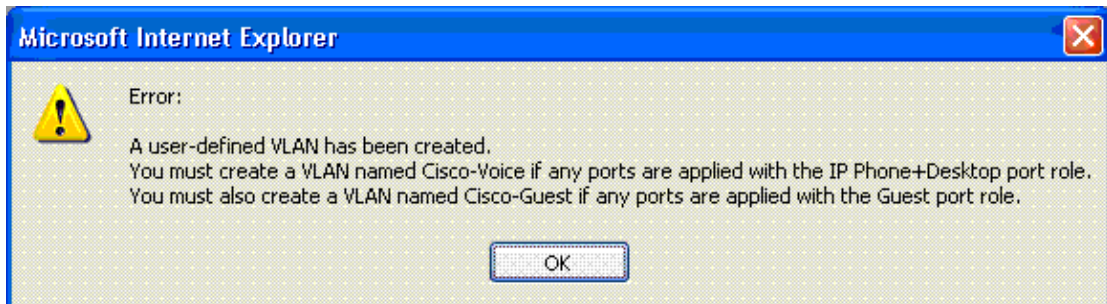 Microsoft Internet Explorer
Error:
A user-defined VLAN has been created.
You must create a VLAN named Cisco-Voice if any ports are applied with the IP Phone+Desktop port role.
You must also create a VLAN named Cisco-Guest if any ports are applied with the Guest port role.
OK